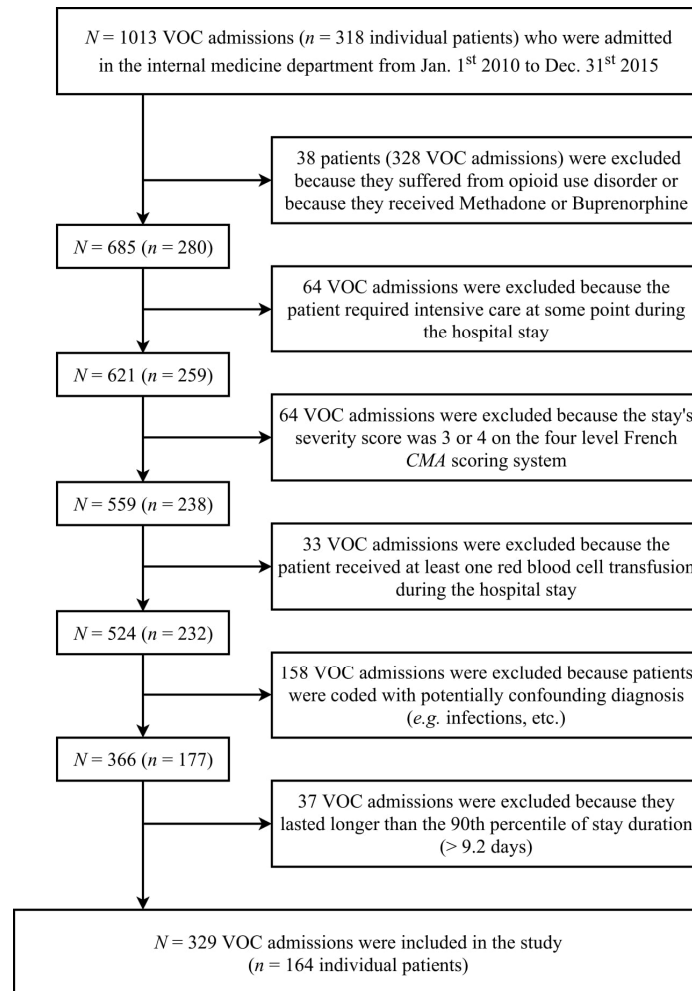 N = 1013 VOC admissions (n = 318 individual patients) who were admitted
in the internal medicine department from Jan. 1st 2010 to Dec. 31st 2015
38 patients (328 VOC admissions) were excluded
because they suffered from opioid use disorder or
because they received Methadone or Buprenorphine
N = 685 (n = 280)
64 VOC admissions were excluded because the
patient required intensive care at some point during
the hospital stay
N = 621 (n = 259)
64 VOC admissions were excluded because the stay's
severity score was 3 or 4 on the four level French
CMA scoring system
N = 559 (n = 238)
33 VOC admissions were excluded because the
patient received at least one red blood cell transfusion
during the hospital stay
N = 524 (n = 232)
158 VOC admissions were excluded because patients
were coded with potentially confounding diagnosis
(e.g. infections, etc.)
N = 366 (n = 177)
37 VOC admissions were excluded because they
lasted longer than the 90th percentile of stay duration
(> 9.2 days)
N = 329 VOC admissions were included in the study
(n = 164 individual patients)